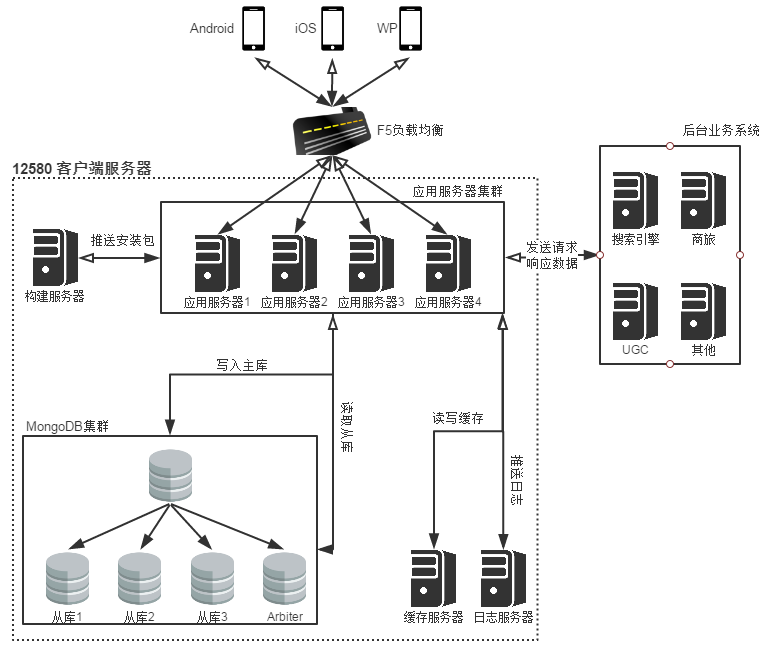 Android
iOS
WP
F5负载均衡
后台业务系统
12580 客户端服务器
应用服务器集群
搜索引擎
商旅
推送安装包
发送请求
响应数据
构建服务器
应用服务器1
应用服务器2
应用服务器3
应用服务器4
UGC
其他
写入主库
读取从库
读写缓存
推送日志
MongoDB集群
从库1
从库2
从库3
Arbiter
缓存服务器
日志服务器